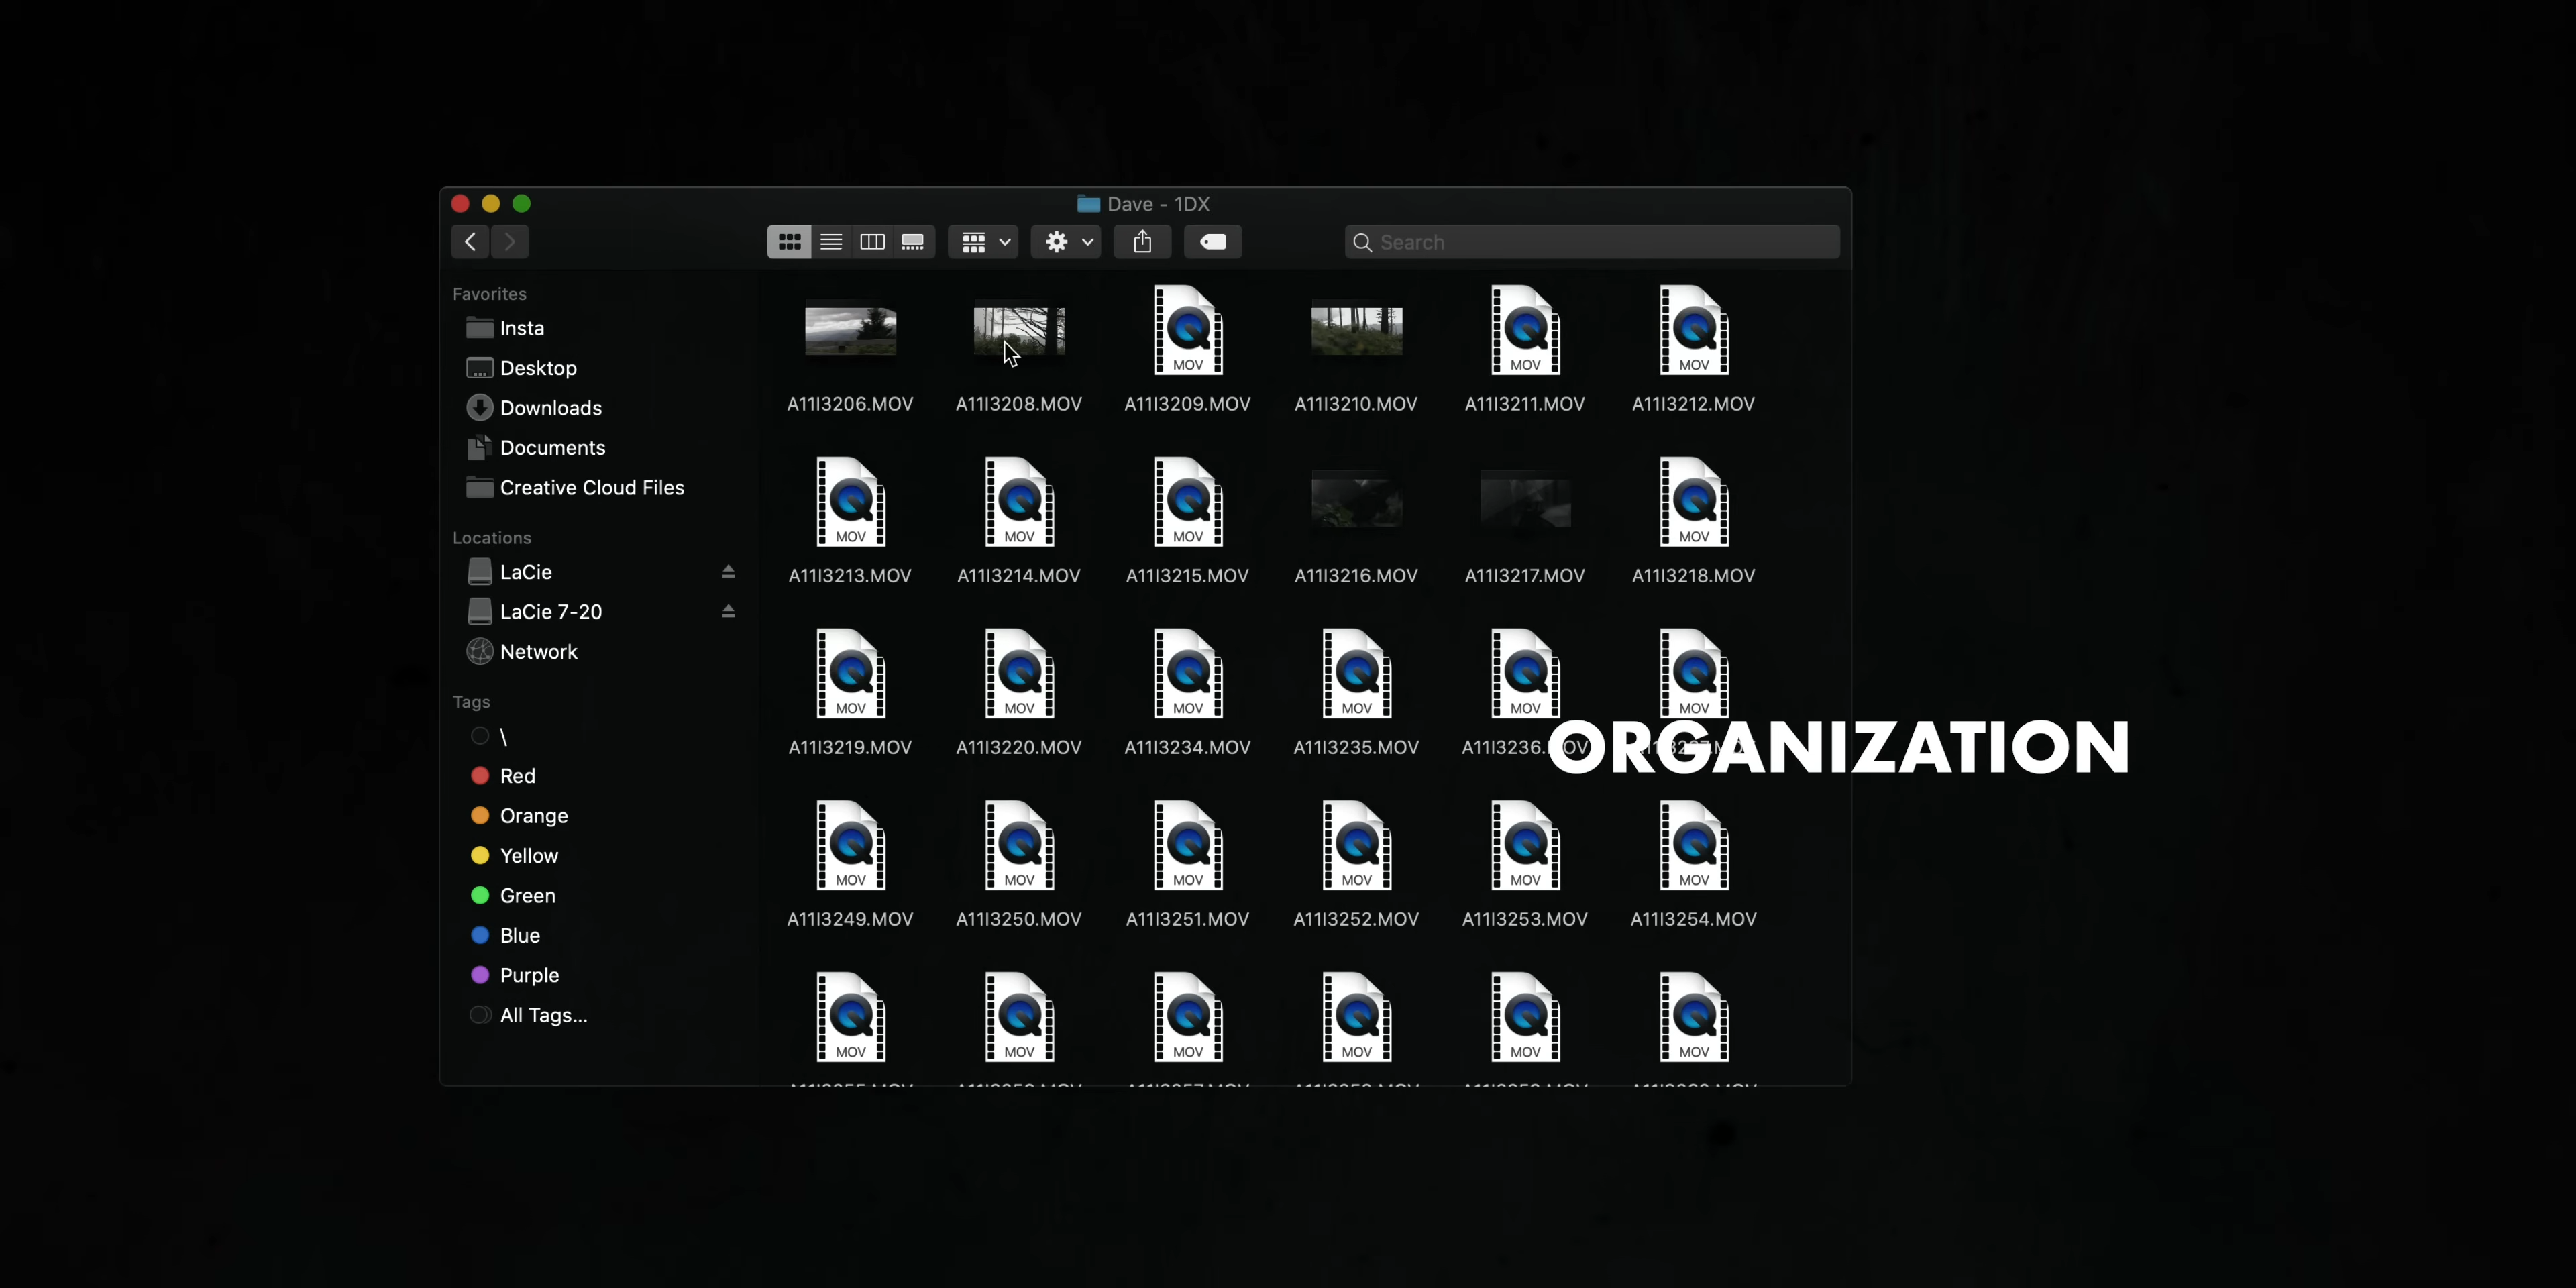 Dave - 1DX
Search
Favorites
Insta
Desktop
Downloads
Documents
Creative Cloud Files
Locations
LaCie
LaCie 7-20
Network
Tags
\
Red
Orange
Yellow
Green
Blue
Purple
All Tags...
A11I3206.MOV A11I3208.MOV A11I3209.MOV A11I3210.MOV A11I3211.MOV A11I3212.MOV
MOV MOV MOV
A11I3213.MOV A11I3214.MOV A11I3215.MOV A11I3216.MOV A11I3217.MOV A11I3218.MOV
MOV MOV MOV MOV
A11I3219.MOV A11I3220.MOV A11I3234.MOV A11I3235.MOV
MOV MOV MOV MOV MOV MOV
ORGANIZATION
A11I3249.MOV A11I3250.MOV A11I3251.MOV A11I3252.MOV A11I3253.MOV A11I3254.MOV
MOV MOV MOV MOV MOV MOV
MOV MOV MOV MOV MOV MOV